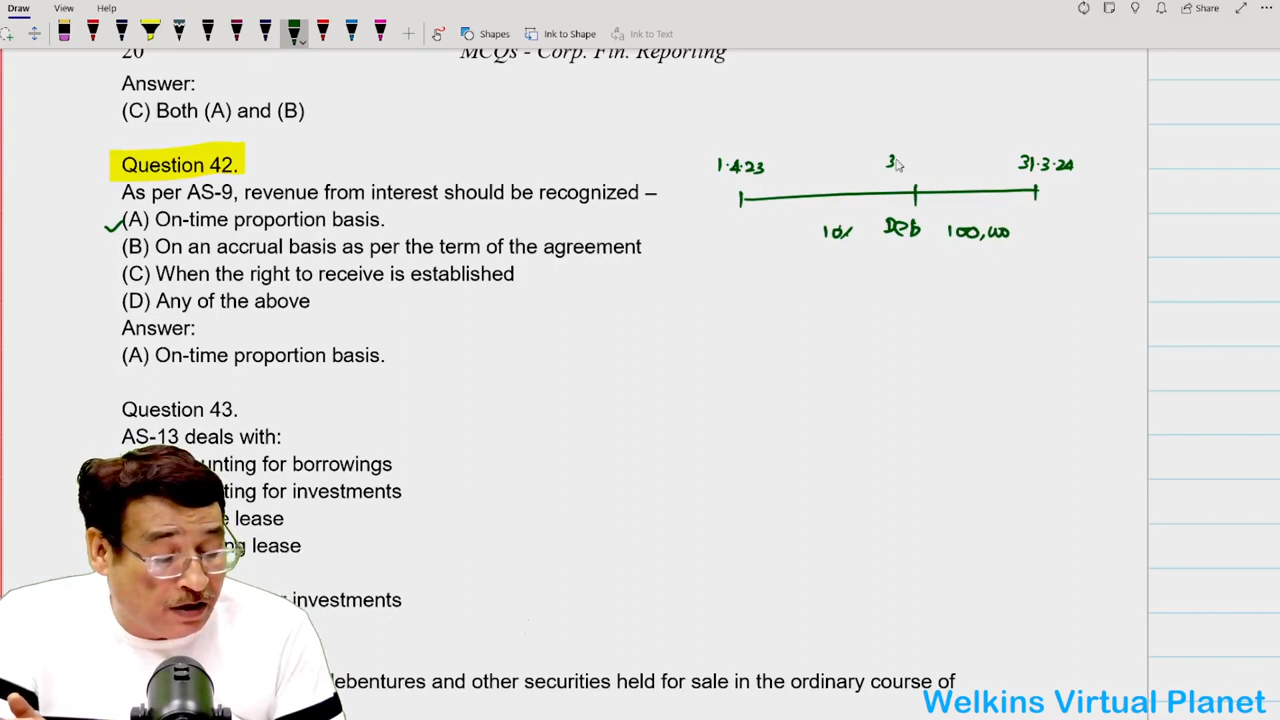 Draw View Help
Share
Shapes Ink to Shape Ink to Text
20 MCQs - Corp. Fin. Reporting
Answer:
(C) Both (A) and (B)
Question 42.
As per AS-9, revenue from interest should be recognized –
(A) On-time proportion basis.
(B) On an accrual basis as per the term of the agreement
(C) When the right to receive is established
(D) Any of the above
Answer:
(A) On-time proportion basis.
1.4.23 3 31.3.24
10% Deb 100,000
Question 43.
AS-13 deals with:
unting for borrowings
ting for investments
e lease
ng lease
investments
debentures and other securities held for sale in the ordinary course of
Welkins Virtual Planet